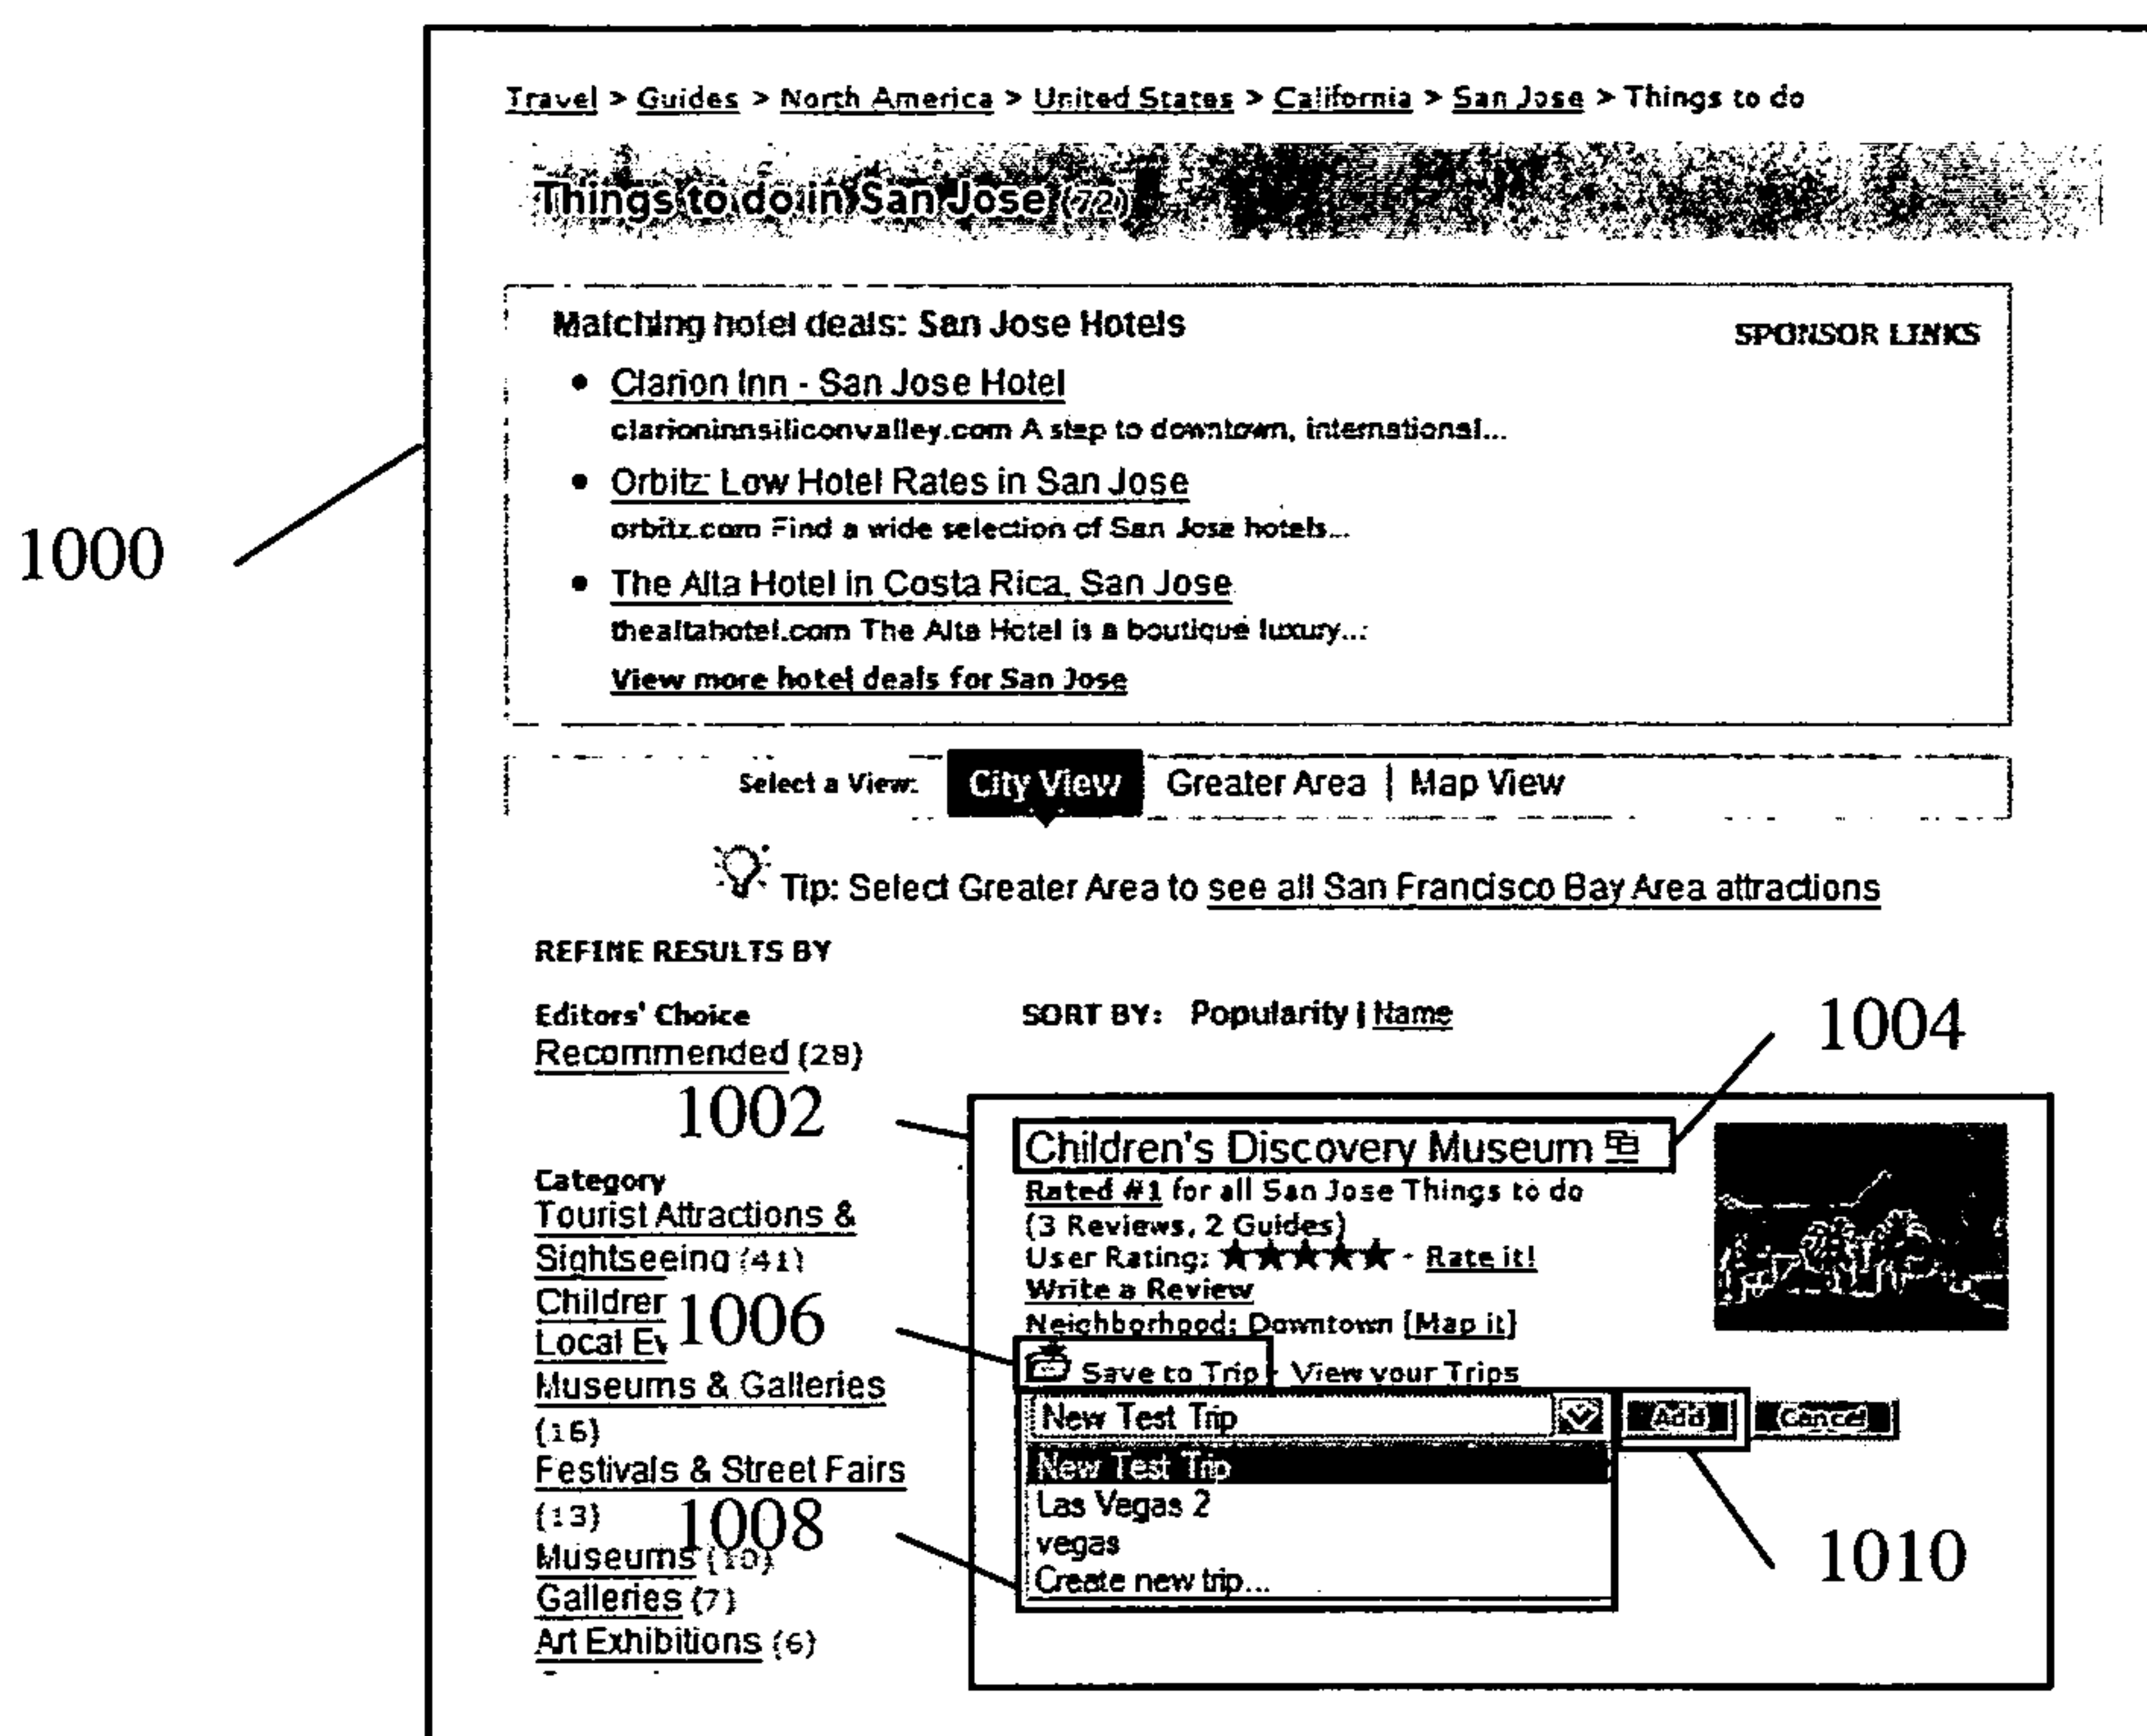 Travel > Guides > North America > United States > California > San Jose > Things to do
Things to do in San Jose (72)
Matching hotel deals: San Jose Hotels
SPONSOR LINKS
• Clarion Inn - San Jose Hotel
clarioninnsiliconvalley.com A step to downtown, international...
• Orbitz: Low Hotel Rates in San Jose
orbitz.com Find a wide selection of San Jose hotels...
• The Alta Hotel in Costa Rica, San Jose
thealtahotel.com The Alta Hotel is a boutique luxury...
View more hotel deals for San Jose
1000
Select a View: City View Greater Area | Map View
Tip: Select Greater Area to see all San Francisco Bay Area attractions
REFINE RESULTS BY
Editors' Choice
Recommended (28)
1002
Category
Tourist Attractions &
Sightseeing (41)
Childrer
Local Ev
1006
Museums & Galleries
(16)
Festivals & Street Fairs
(13)
1008
Museums (10)
Galleries (7)
Art Exhibitions (6)
SORT BY: Popularity | Name
1004
Children's Discovery Museum
Rated #1 for all San Jose Things to do
(3 Reviews, 2 Guides)
User Rating: ★★★★★ - Rate it!
Write a Review
Neighborhood: Downtown [Map it]
Save to Trip - View your Trips
New Test Trip Add Cancel
New Test Trip
Las Vegas 2
vegas
Create new trip...
1010